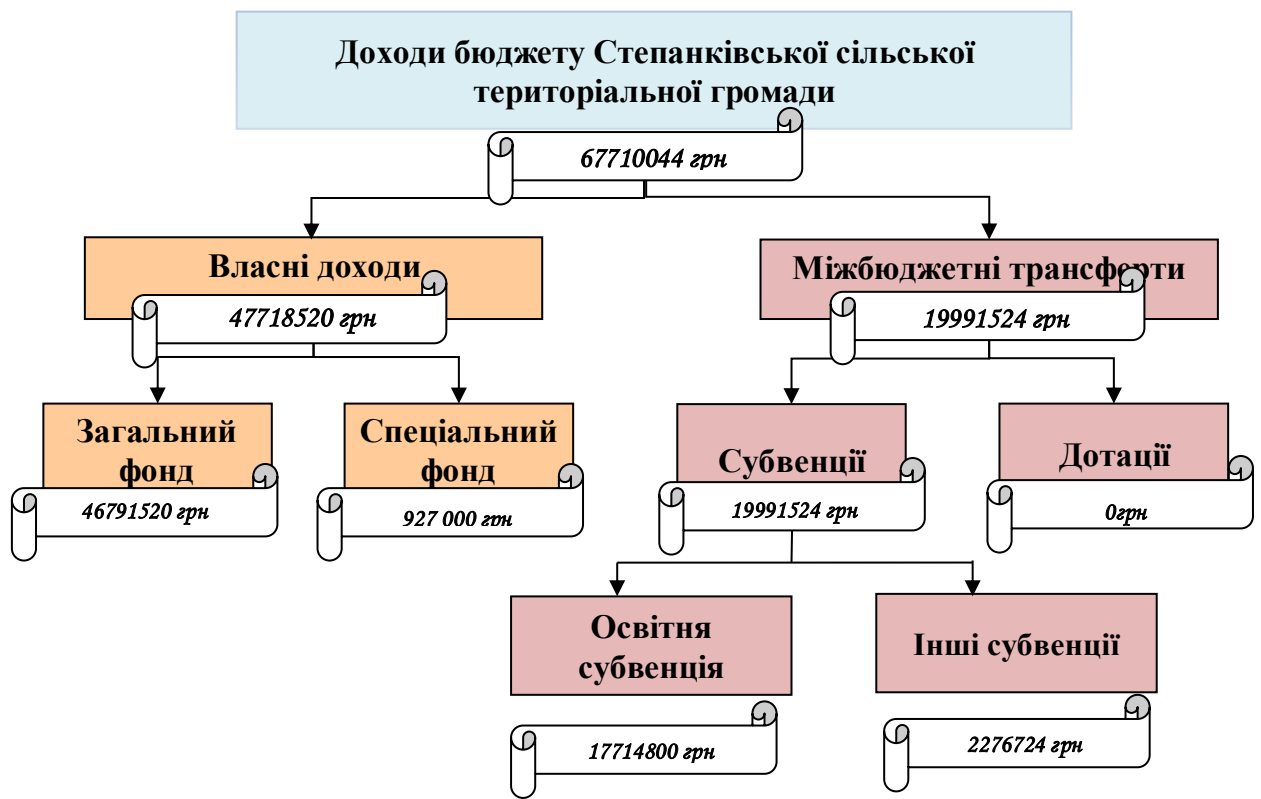 Доходи бюджету Степанківської сільської
територіальної громади
67710044 грн
Власні доходи
47718520 грн
Міжбюджетні трансферти
19991524 грн
Загальний
фонд
46791520 грн
Спеціальний
фонд
927 000 грн
Субвенції
19991524 грн
Дотації
0грн
Освітня
субвенція
17714800 грн
Інші субвенції
2276724 грн